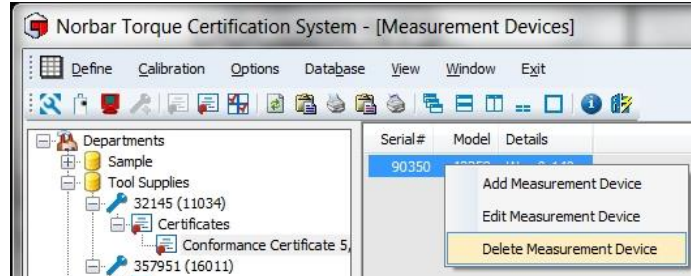 Norbar Torque Certification System - [Measurement Devices]
Define Calibration Options Database View Window Exit
Departments
Sample
Tool Supplies
32145 (11034)
Certificates
Conformance Certificate 5,
357951 (16011)
Serial# Model Details
90350
Add Measurement Device
Edit Measurement Device
Delete Measurement Device